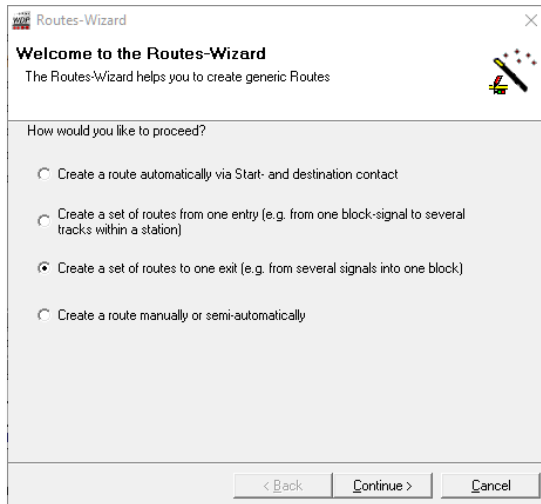 WDP Routes-Wizard
Welcome to the Routes-Wizard
The Routes-Wizard helps you to create generic Routes
How would you like to proceed?
Create a route automatically via Start- and destination contact
Create a set of routes from one entry (e.g. from one block-signal to several
tracks within a station)
Create a set of routes to one exit (e.g. from several signals into one block)
Create a route manually or semi-automatically
< Back Continue > Cancel